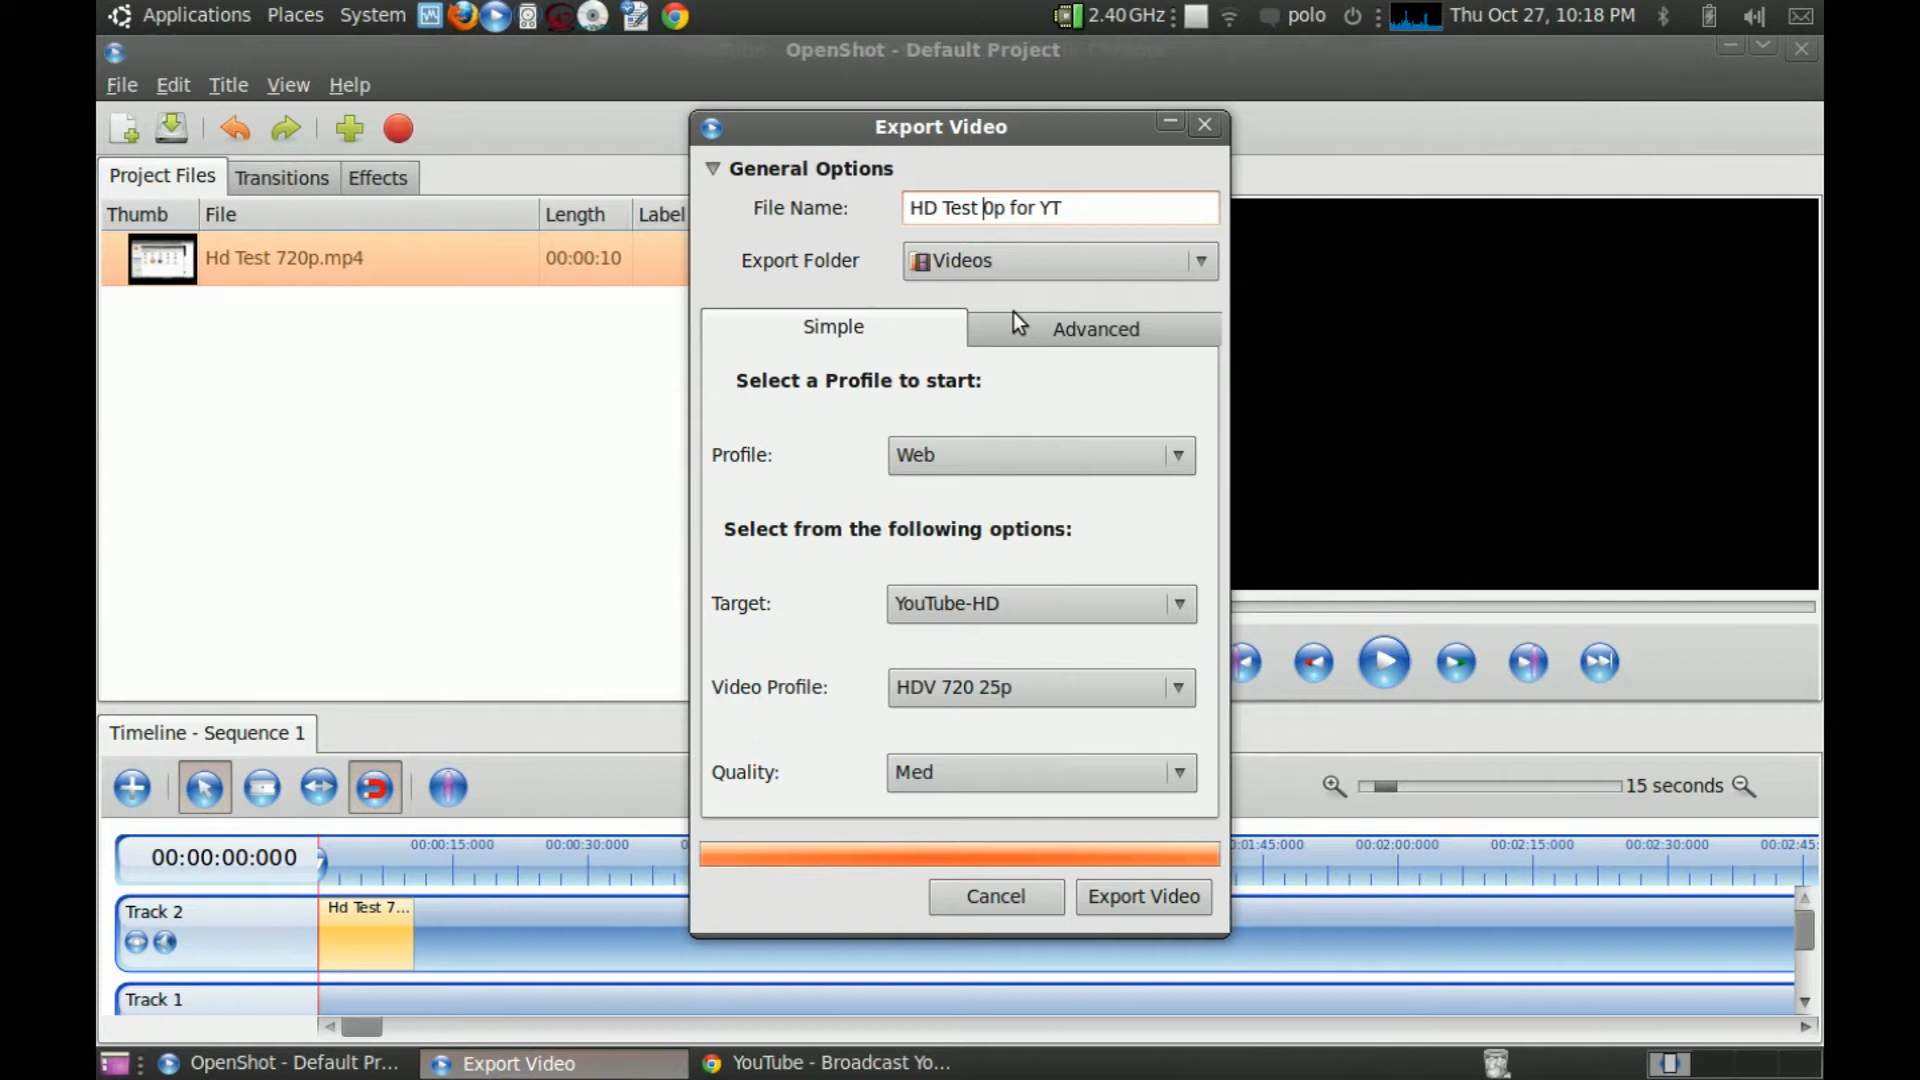 Applications Places System 2.40 GHz polo Thu Oct 27, 10:18 PM
OpenShot - Default Project
File Edit Title View Help
Project Files Transitions Effects
Thumb File Length Label
Hd Test 720p.mp4 00:00:10
Export Video
General Options
File Name: HD Test 0p for YT
Export Folder Videos
Simple Advanced
Select a Profile to start:
Profile: Web
Select from the following options:
Target: YouTube-HD
Video Profile: HDV 720 25p
Quality: Med
Cancel Export Video
Timeline - Sequence 1
15 seconds
00:00:00:000 00:00:15:000 00:00:30:000 0:01:45:000 00:02:00:000 00:02:15:000 00:02:30:000 00:02:45:
Track 2 Hd Test 7...
Track 1
OpenShot - Default Pr... Export Video YouTube - Broadcast Yo...